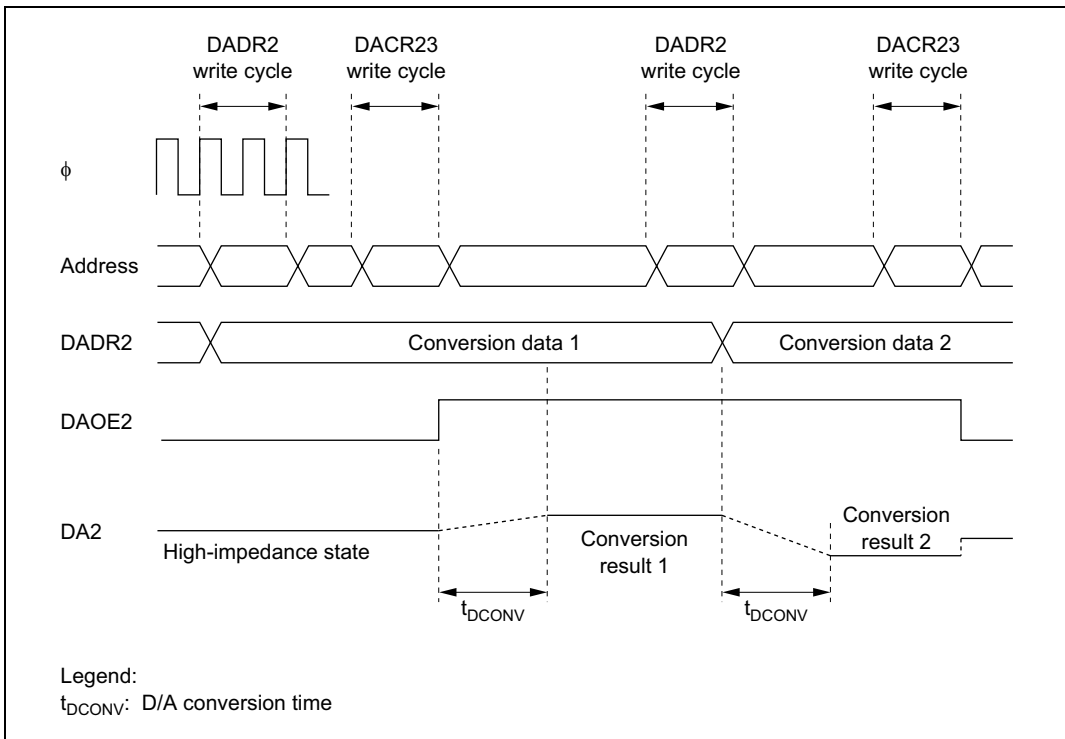 DADR2
write cycle
DACR23
write cycle
DADR2
write cycle
DACR23
write cycle
ϕ
Address
DADR2
Conversion data 1
Conversion data 2
DAOE2
DA2
High-impedance state
Conversion
result 1
Conversion
result 2
tDCONV
tDCONV
Legend:
tDCONV: D/A conversion time